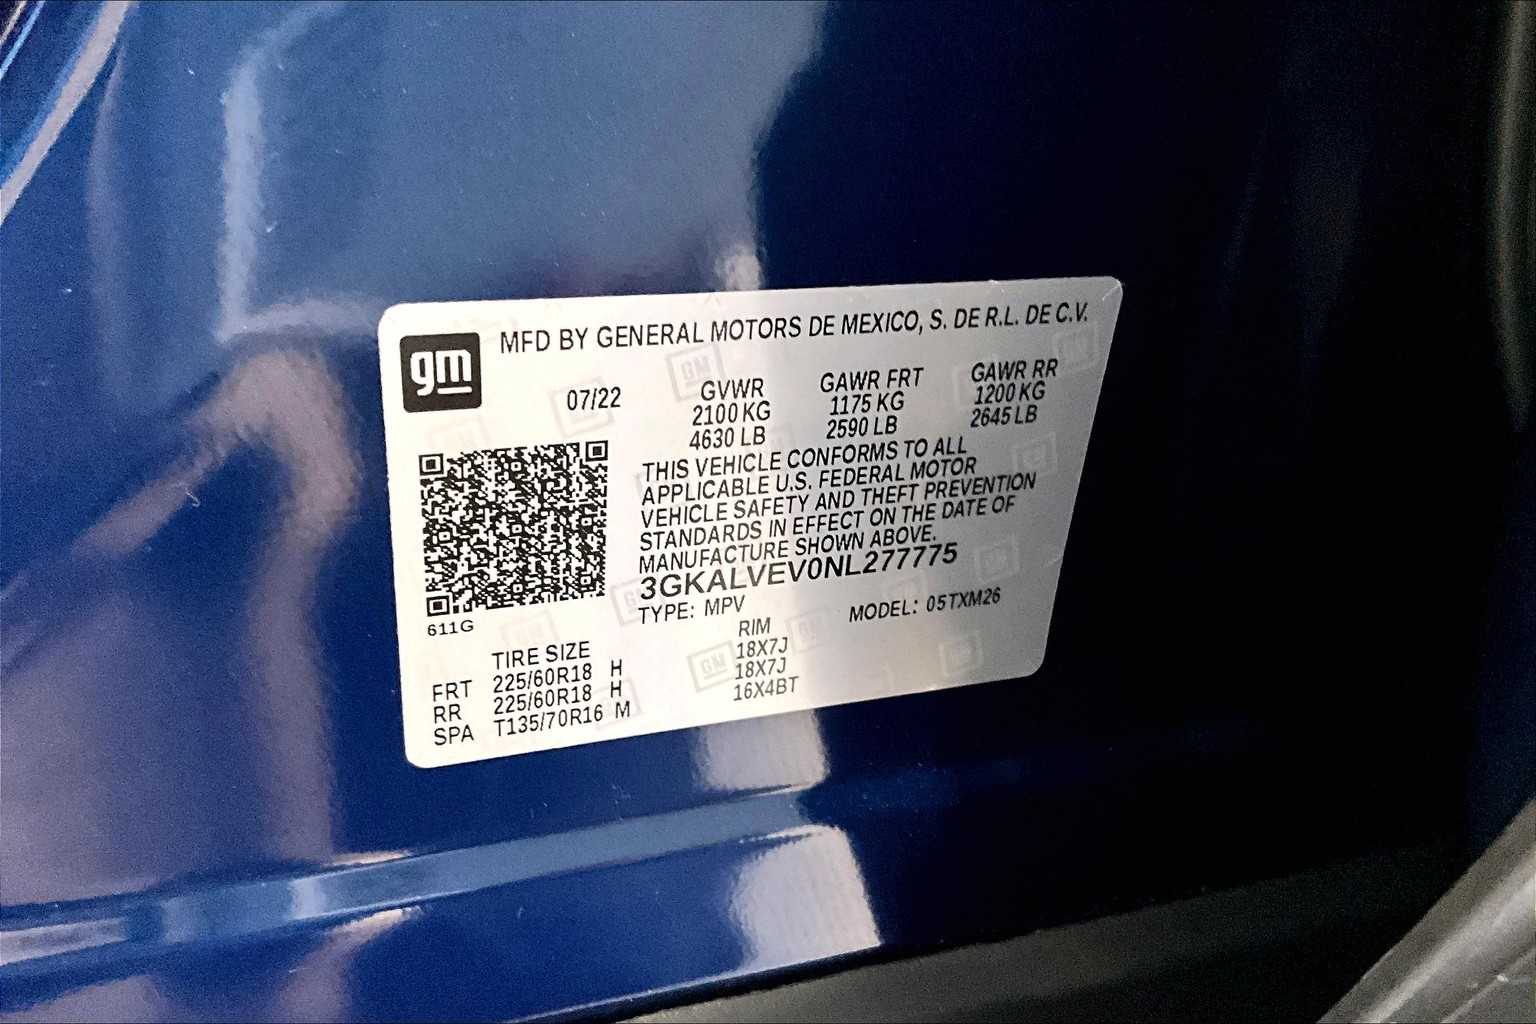 gm
MFD BY GENERAL MOTORS DE MEXICO, S. DE R.L. DE C.V.
07/22 GVWR GAWR FRT GAWR RR
2100 KG 1175 KG 1200 KG
4630 LB 2590 LB 2645 LB
THIS VEHICLE CONFORMS TO ALL
APPLICABLE U.S. FEDERAL MOTOR
VEHICLE SAFETY AND THEFT PREVENTION
STANDARDS IN EFFECT ON THE DATE OF
MANUFACTURE SHOWN ABOVE.
3GKALVEV0NL277775
TYPE: MPV MODEL: 05TXM26
611G
TIRE SIZE RIM
FRT 225/60R18 H 18X7J
RR 225/60R18 H 18X7J
SPA T135/70R16 M 16X4BT